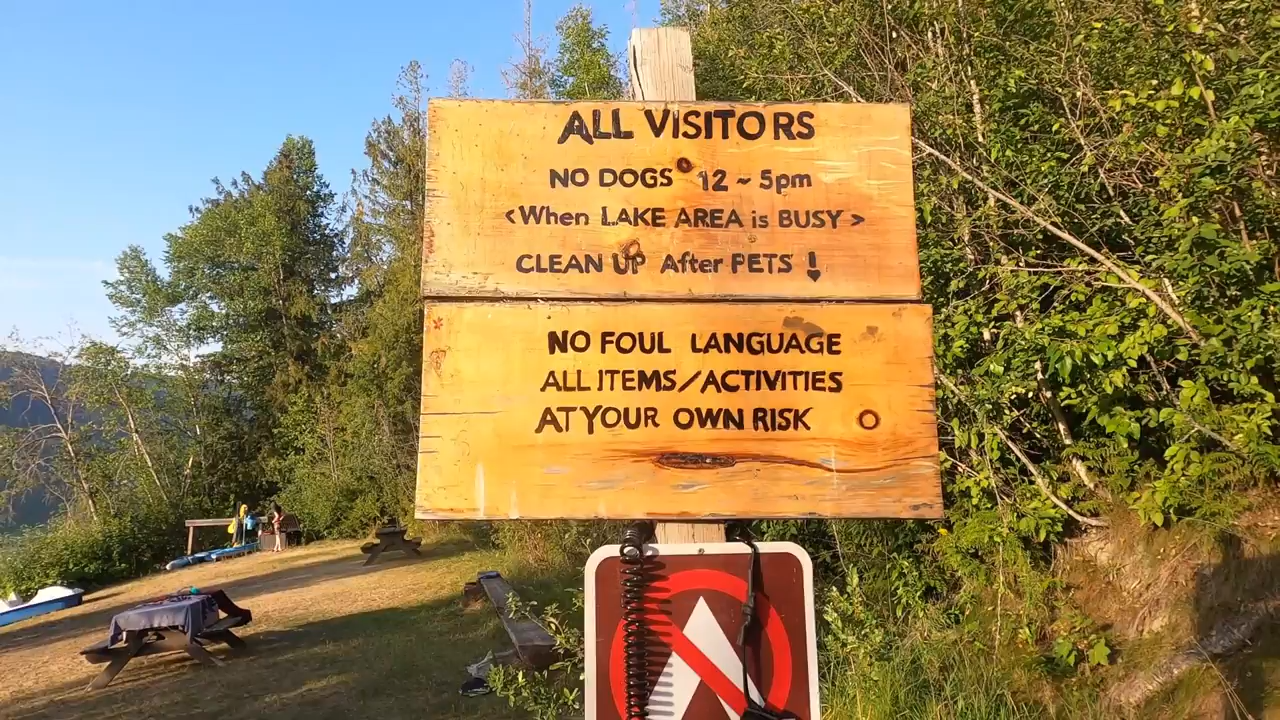 ALL VISITORS
NO DOGS 12 ~ 5pm
<When LAKE AREA is BUSY>
CLEAN UP After PETS !
NO FOUL LANGUAGE
ALL ITEMS/ACTIVITIES
AT YOUR OWN RISK